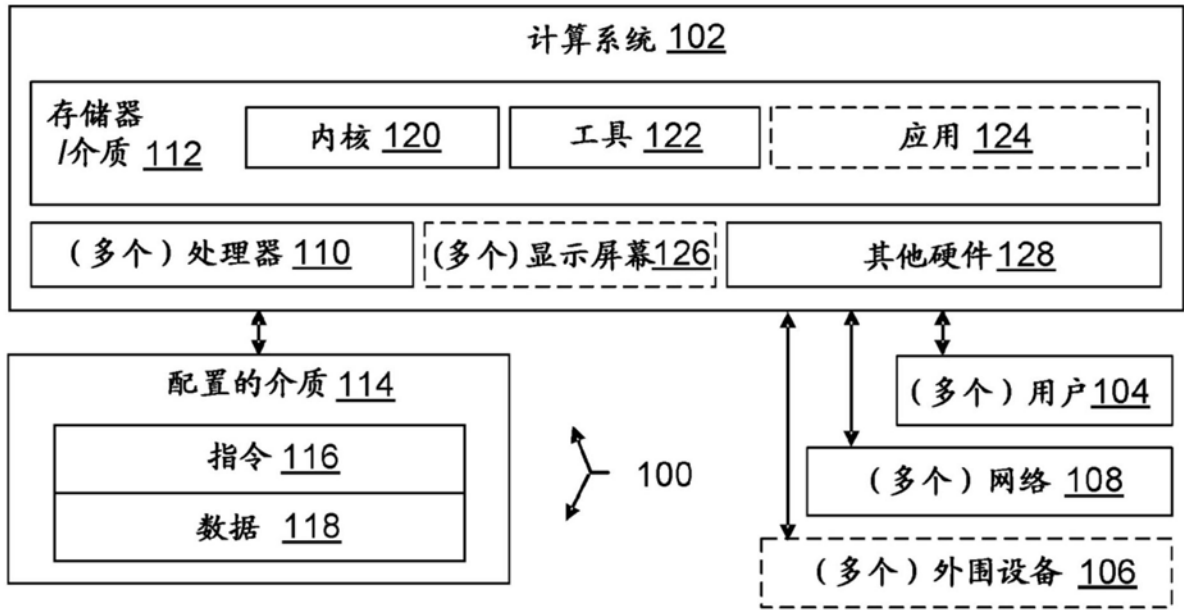 计算系统 102
存储器
/介质 112
内核 120
工具 122
应用 124
(多个)处理器 110
(多个)显示屏幕126
其他硬件128
配置的介质 114
指令 116
数据 118
100
(多个)用户104
(多个)网络 108
(多个)外围设备 106